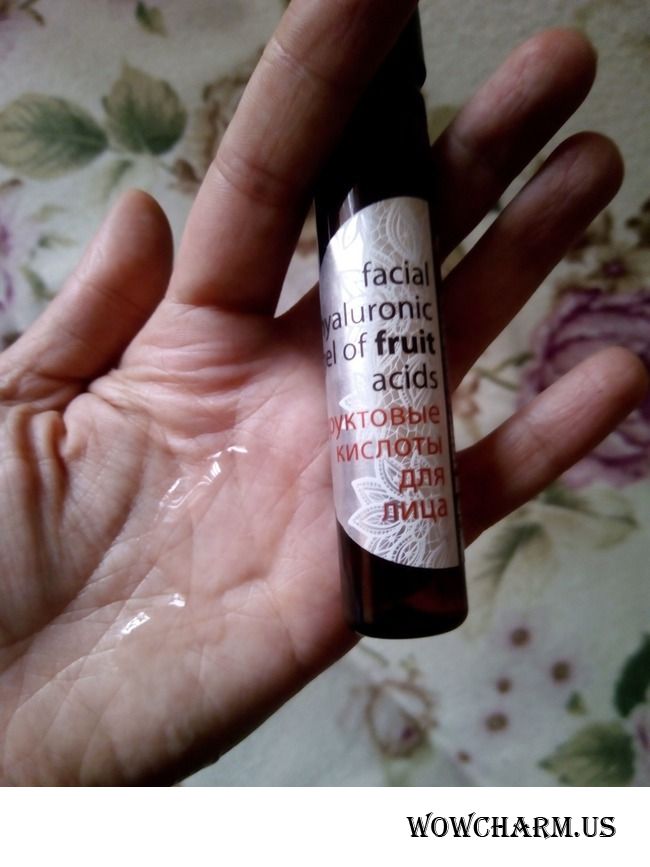 facial
yaluronic
el of fruit
acids
руктовые
кислоты
для
лица
WOWCHARM.US